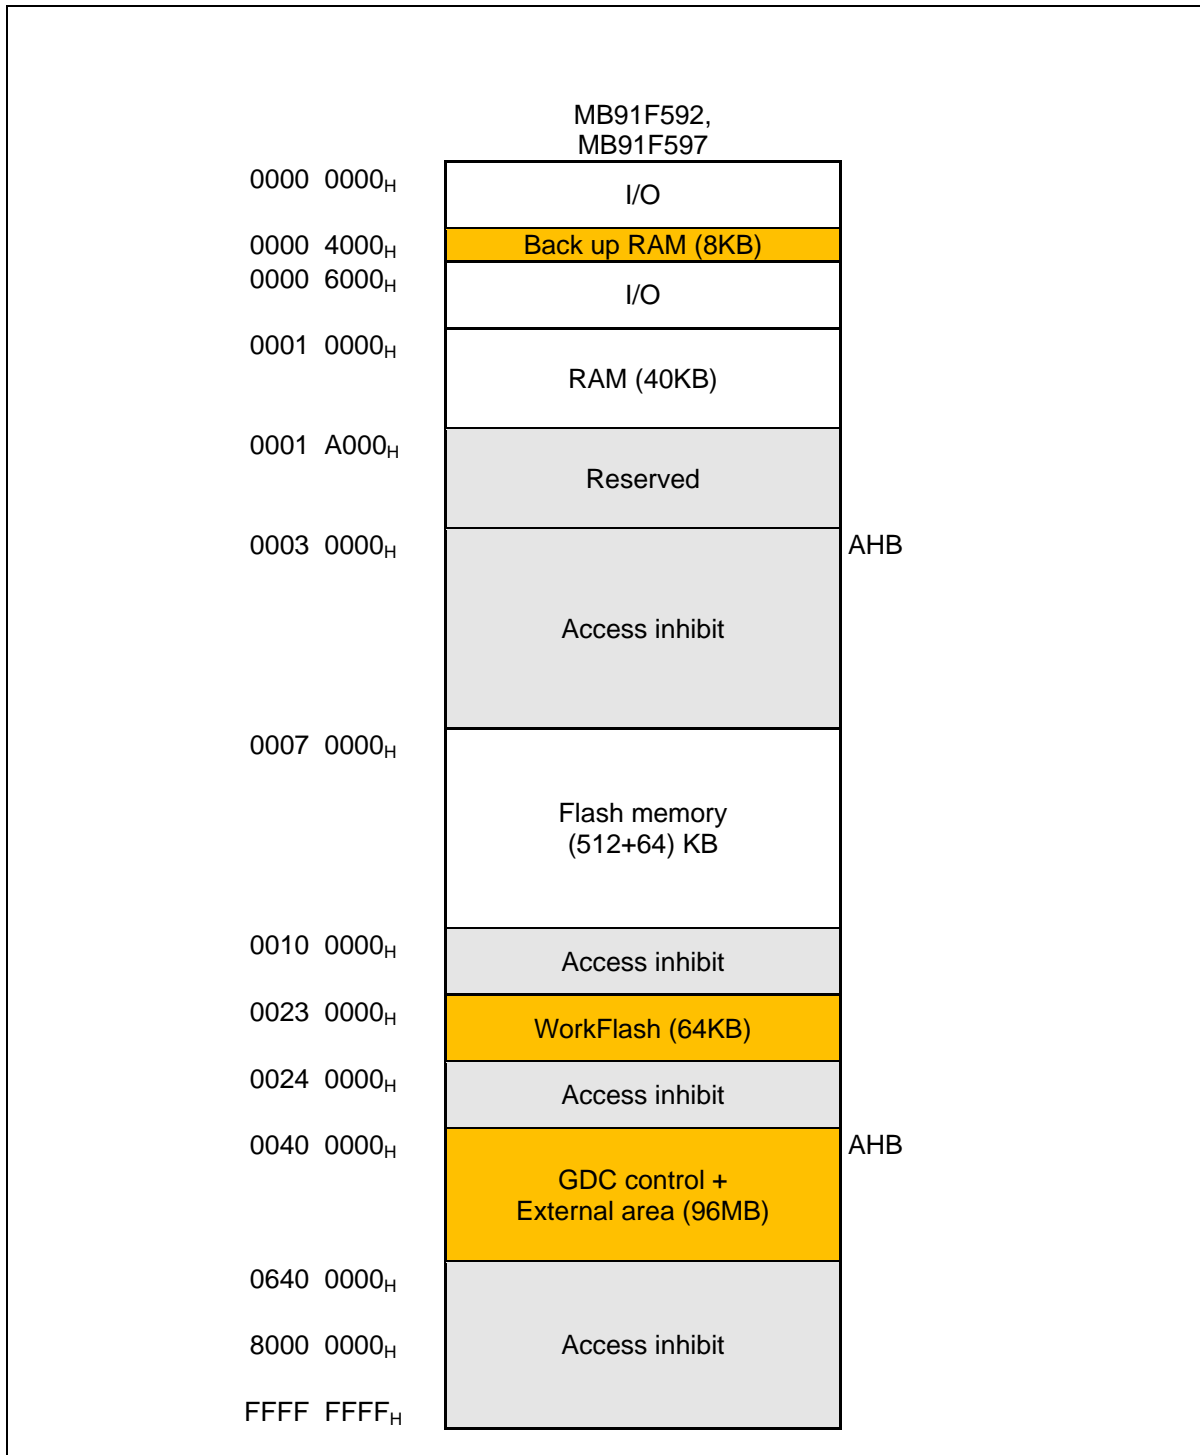 MB91F592,
MB91F597
0000 0000H
I/O
0000 4000H
Back up RAM (8KB)
0000 6000H
I/O
0001 0000H
RAM (40KB)
0001 A000H
Reserved
0003 0000H
AHB
Access inhibit
0007 0000H
Flash memory
(512+64) KB
0010 0000H
Access inhibit
0023 0000H
WorkFlash (64KB)
0024 0000H
Access inhibit
0040 0000H
AHB
GDC control +
External area (96MB)
0640 0000H
8000 0000H
Access inhibit
FFFF FFFFH